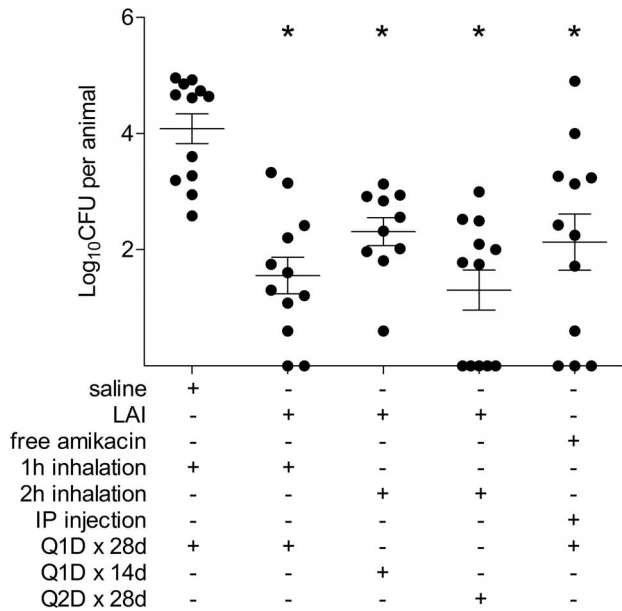 * * * *
6
4
2
Log10CFU per animal
saline + - - - -
LAI - + + + -
free amikacin - - - - +
1h inhalation + + - - -
2h inhalation - - + + -
IP injection - - - - +
Q1D x 28d + + - - +
Q1D x 14d - - + - -
Q2D x 28d - - - + -